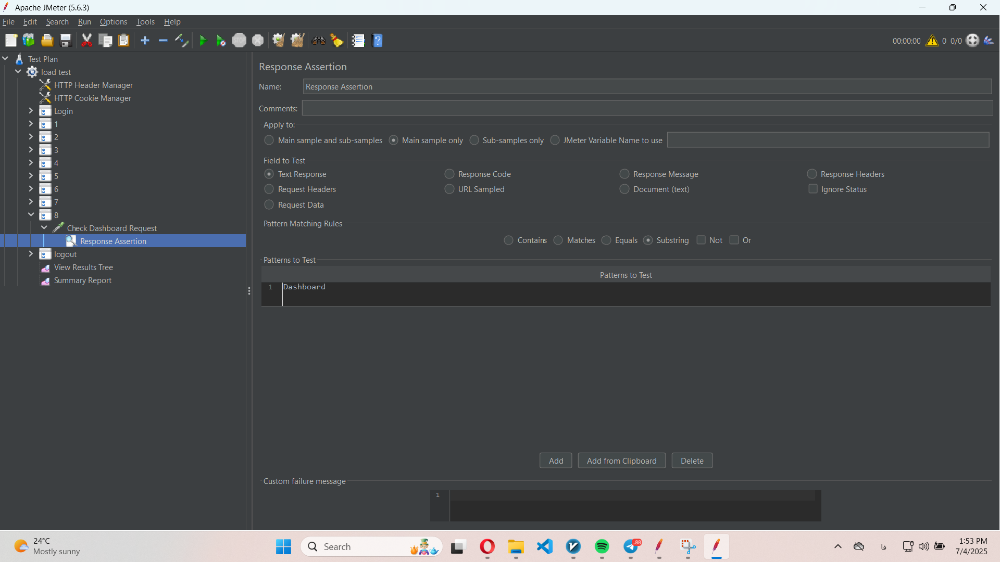 Apache JMeter (5.6.3)
File Edit Search Run Options Tools Help
STOP
00:00:00 0 0/0
Test Plan
load test
HTTP Header Manager
HTTP Cookie Manager
Login
1
2
3
4
5
6
7
8
Check Dashboard Request
Response Assertion
logout
View Results Tree
Summary Report
Response Assertion
Name: Response Assertion
Comments:
Apply to:
Main sample and sub-samples Main sample only Sub-samples only JMeter Variable Name to use
Field to Test
Text Response Response Code Response Message Response Headers
Request Headers URL Sampled Document (text) Ignore Status
Request Data
Pattern Matching Rules
Contains Matches Equals Substring Not Or
Patterns to Test
Patterns to Test
1 Dashboard
Add Add from Clipboard Delete
Custom failure message
1
24°C
Mostly sunny
Search
88
فا
1:53 PM
7/4/2025